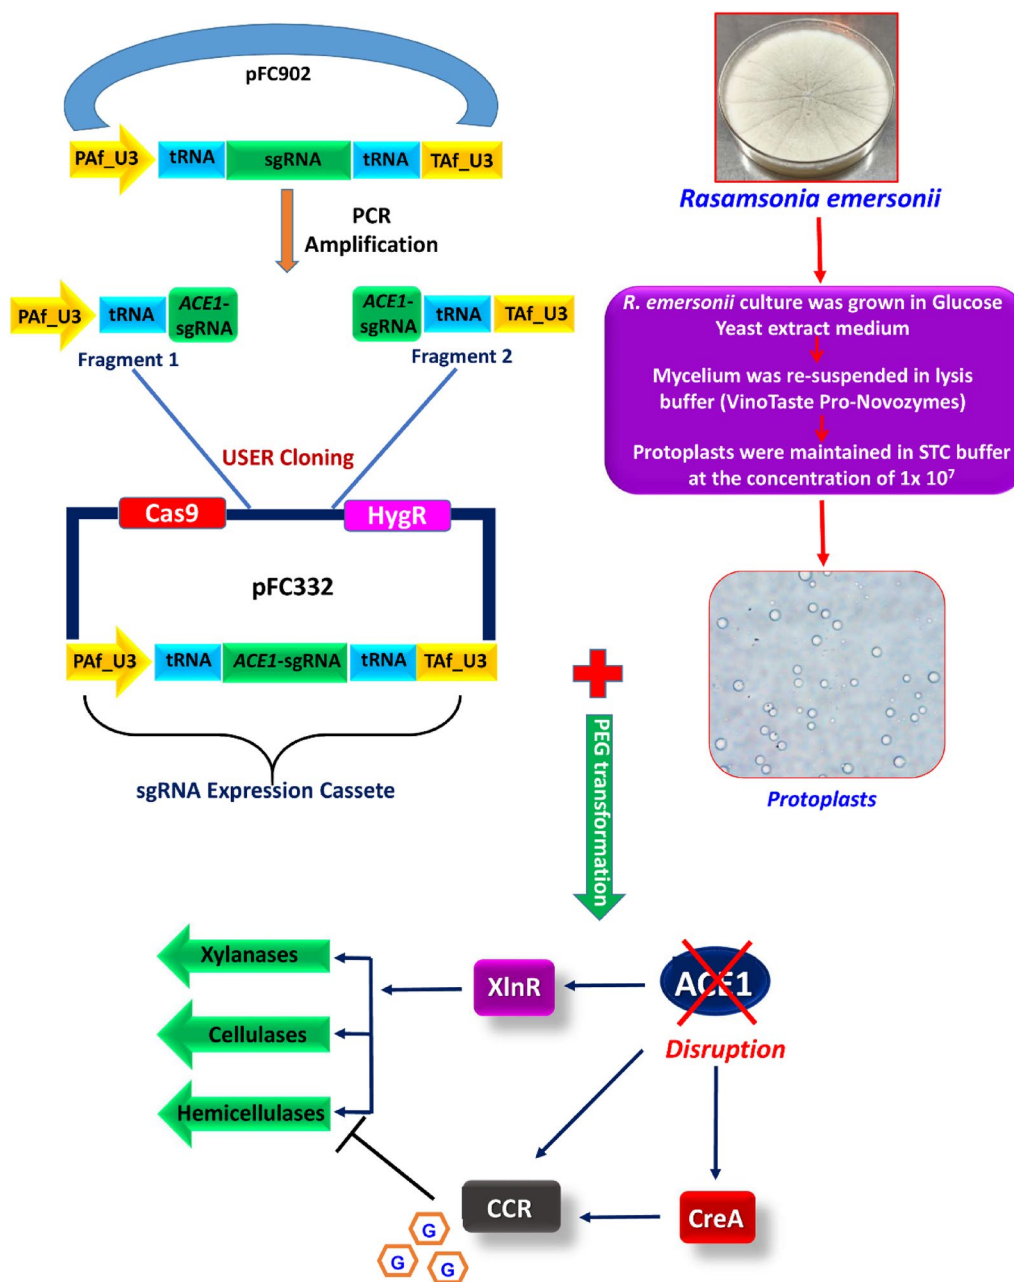 pFC902
PAf_U3
tRNA
sgRNA
tRNA
TAf_U3
PCR
Amplification
PAf_U3
tRNA
ACE1-
sgRNA
Fragment 1
ACE1-
sgRNA
tRNA
TAf_U3
Fragment 2
USER Cloning
Cas9
HygR
pFC332
PAf_U3
tRNA
ACE1-sgRNA
tRNA
TAf_U3
sgRNA Expression Cassete
Rasamsonia emersonii
R. emersonii culture was grown in Glucose
Yeast extract medium
Mycelium was re-suspended in lysis
buffer (VinoTaste Pro-Novozymes)
Protoplasts were maintained in STC buffer
at the concentration of 1x 10⁷
Protoplasts
PEG transformation
Xylanases
Cellulases
Hemicellulases
XlnR
ACE1
Disruption
CCR
CreA
G
G
G